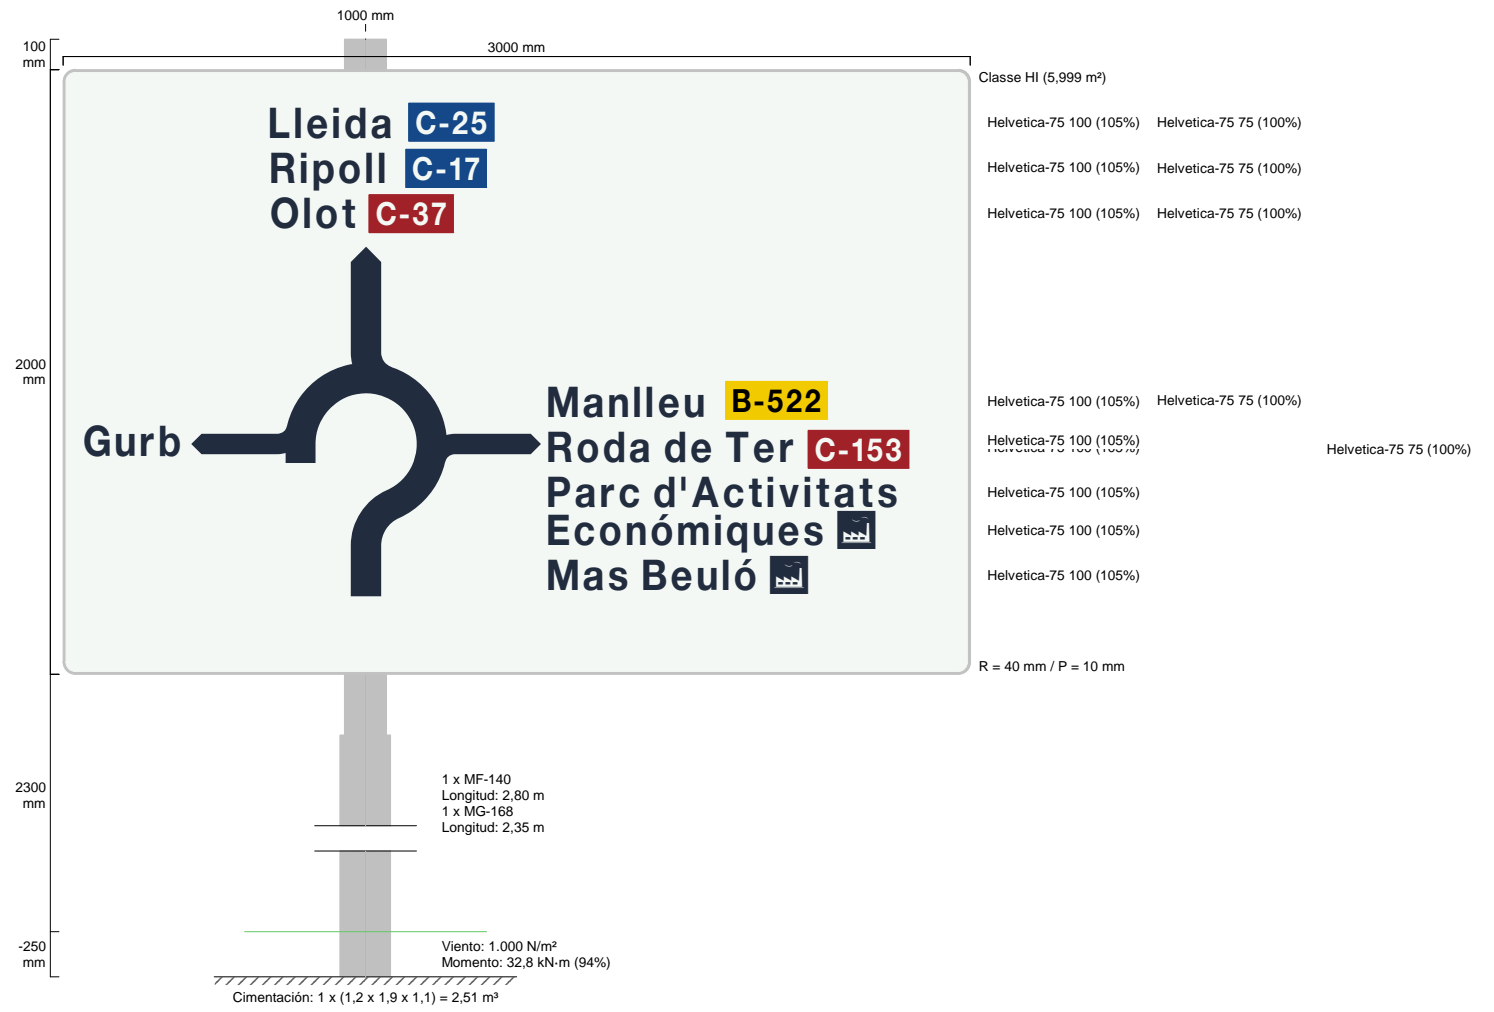 1000 mm
100
mm
3000 mm
Classe HI (5,999 m²)
Lleida C-25
Helvetica-75 100 (105%) Helvetica-75 75 (100%)
Ripoll C-17
Helvetica-75 100 (105%) Helvetica-75 75 (100%)
Olot C-37
Helvetica-75 100 (105%) Helvetica-75 75 (100%)
2000
mm
Manlleu B-522
Helvetica-75 100 (105%) Helvetica-75 75 (100%)
Gurb
Roda de Ter C-153
Helvetica-75 100 (105%)
Helvetica-75 100 (105%) Helvetica-75 75 (100%)
Parc d'Activitats
Helvetica-75 100 (105%)
Económiques
Helvetica-75 100 (105%)
Mas Beuló
Helvetica-75 100 (105%)
R = 40 mm / P = 10 mm
2300
mm
1 x MF-140
Longitud: 2,80 m
1 x MG-168
Longitud: 2,35 m
-250
mm
Viento: 1.000 N/m²
Momento: 32,8 kN·m (94%)
Cimentación: 1 x (1,2 x 1,9 x 1,1) = 2,51 m³